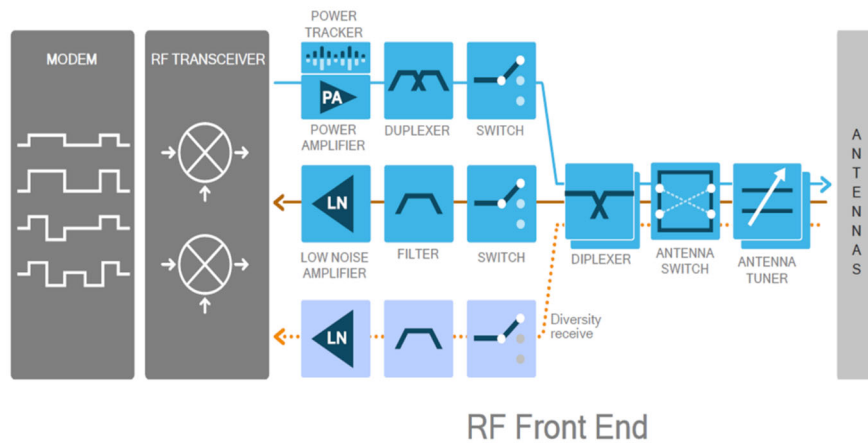 POWER
TRACKER
MODEM
RF TRANSCEIVER
PA
POWER
AMPLIFIER
DUPLEXER
SWITCH
LN
LOW NOISE
AMPLIFIER
FILTER
SWITCH
DIPLEXER
ANTENNA
SWITCH
ANTENNA
TUNER
ANTENNAS
LN
Diversity
receive
RF Front End